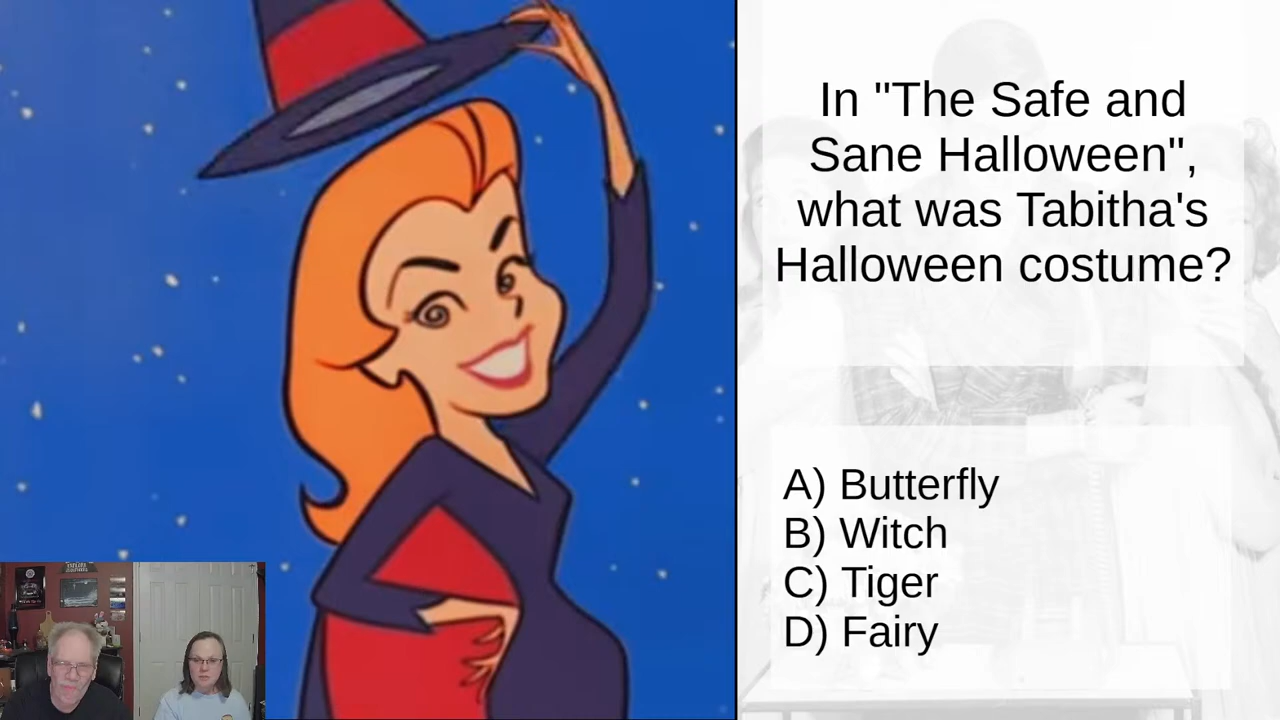 In "The Safe and
Sane Halloween",
what was Tabitha's
Halloween costume?
A) Butterfly
B) Witch
C) Tiger
D) Fairy